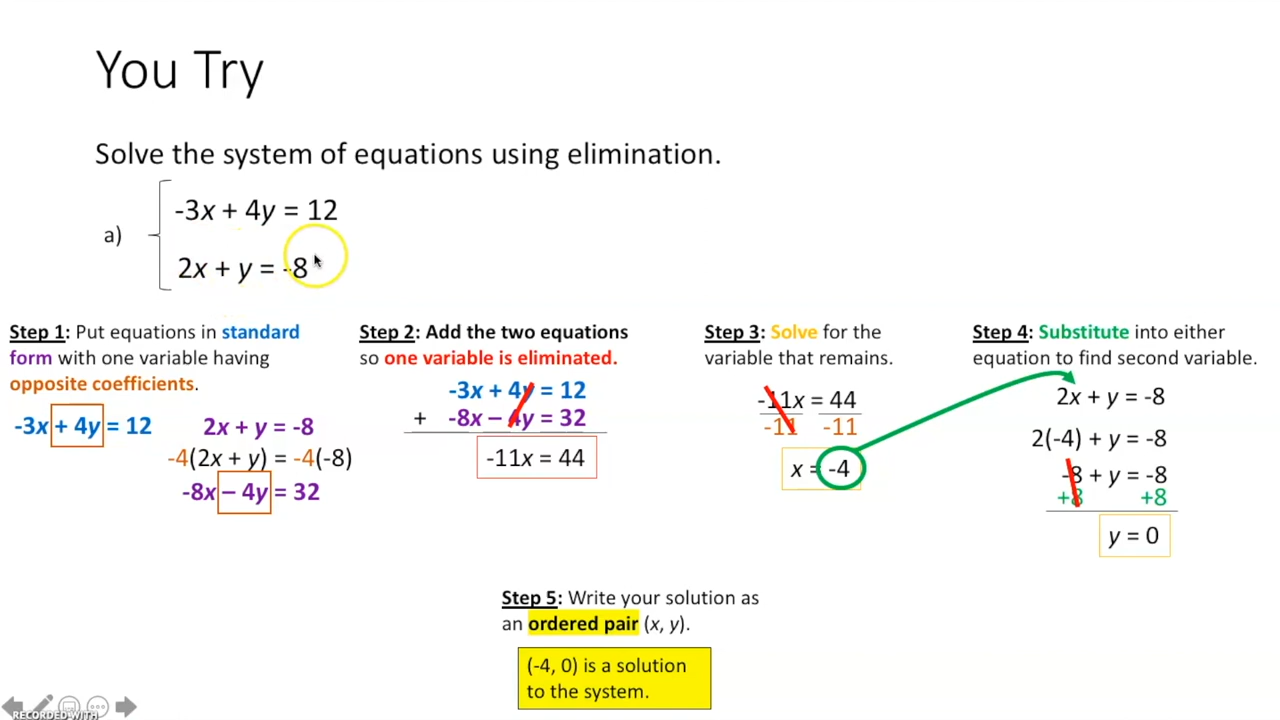 You Try
Solve the system of equations using elimination.
a)
-3x + 4y = 12
2x + y = -8
Step 1: Put equations in standard
form with one variable having
opposite coefficients.
-3x + 4y = 12
2x + y = -8
-4(2x + y) = -4(-8)
-8x – 4y = 32
Step 2: Add the two equations
so one variable is eliminated.
-3x + 4y = 12
+ -8x – 4y = 32
-11x = 44
Step 3: Solve for the
variable that remains.
-11x = 44
-11 -11
x = -4
Step 4: Substitute into either
equation to find second variable.
2x + y = -8
2(-4) + y = -8
-8 + y = -8
+8 +8
y = 0
Step 5: Write your solution as
an ordered pair (x, y).
(-4, 0) is a solution
to the system.
RECORDED WITH